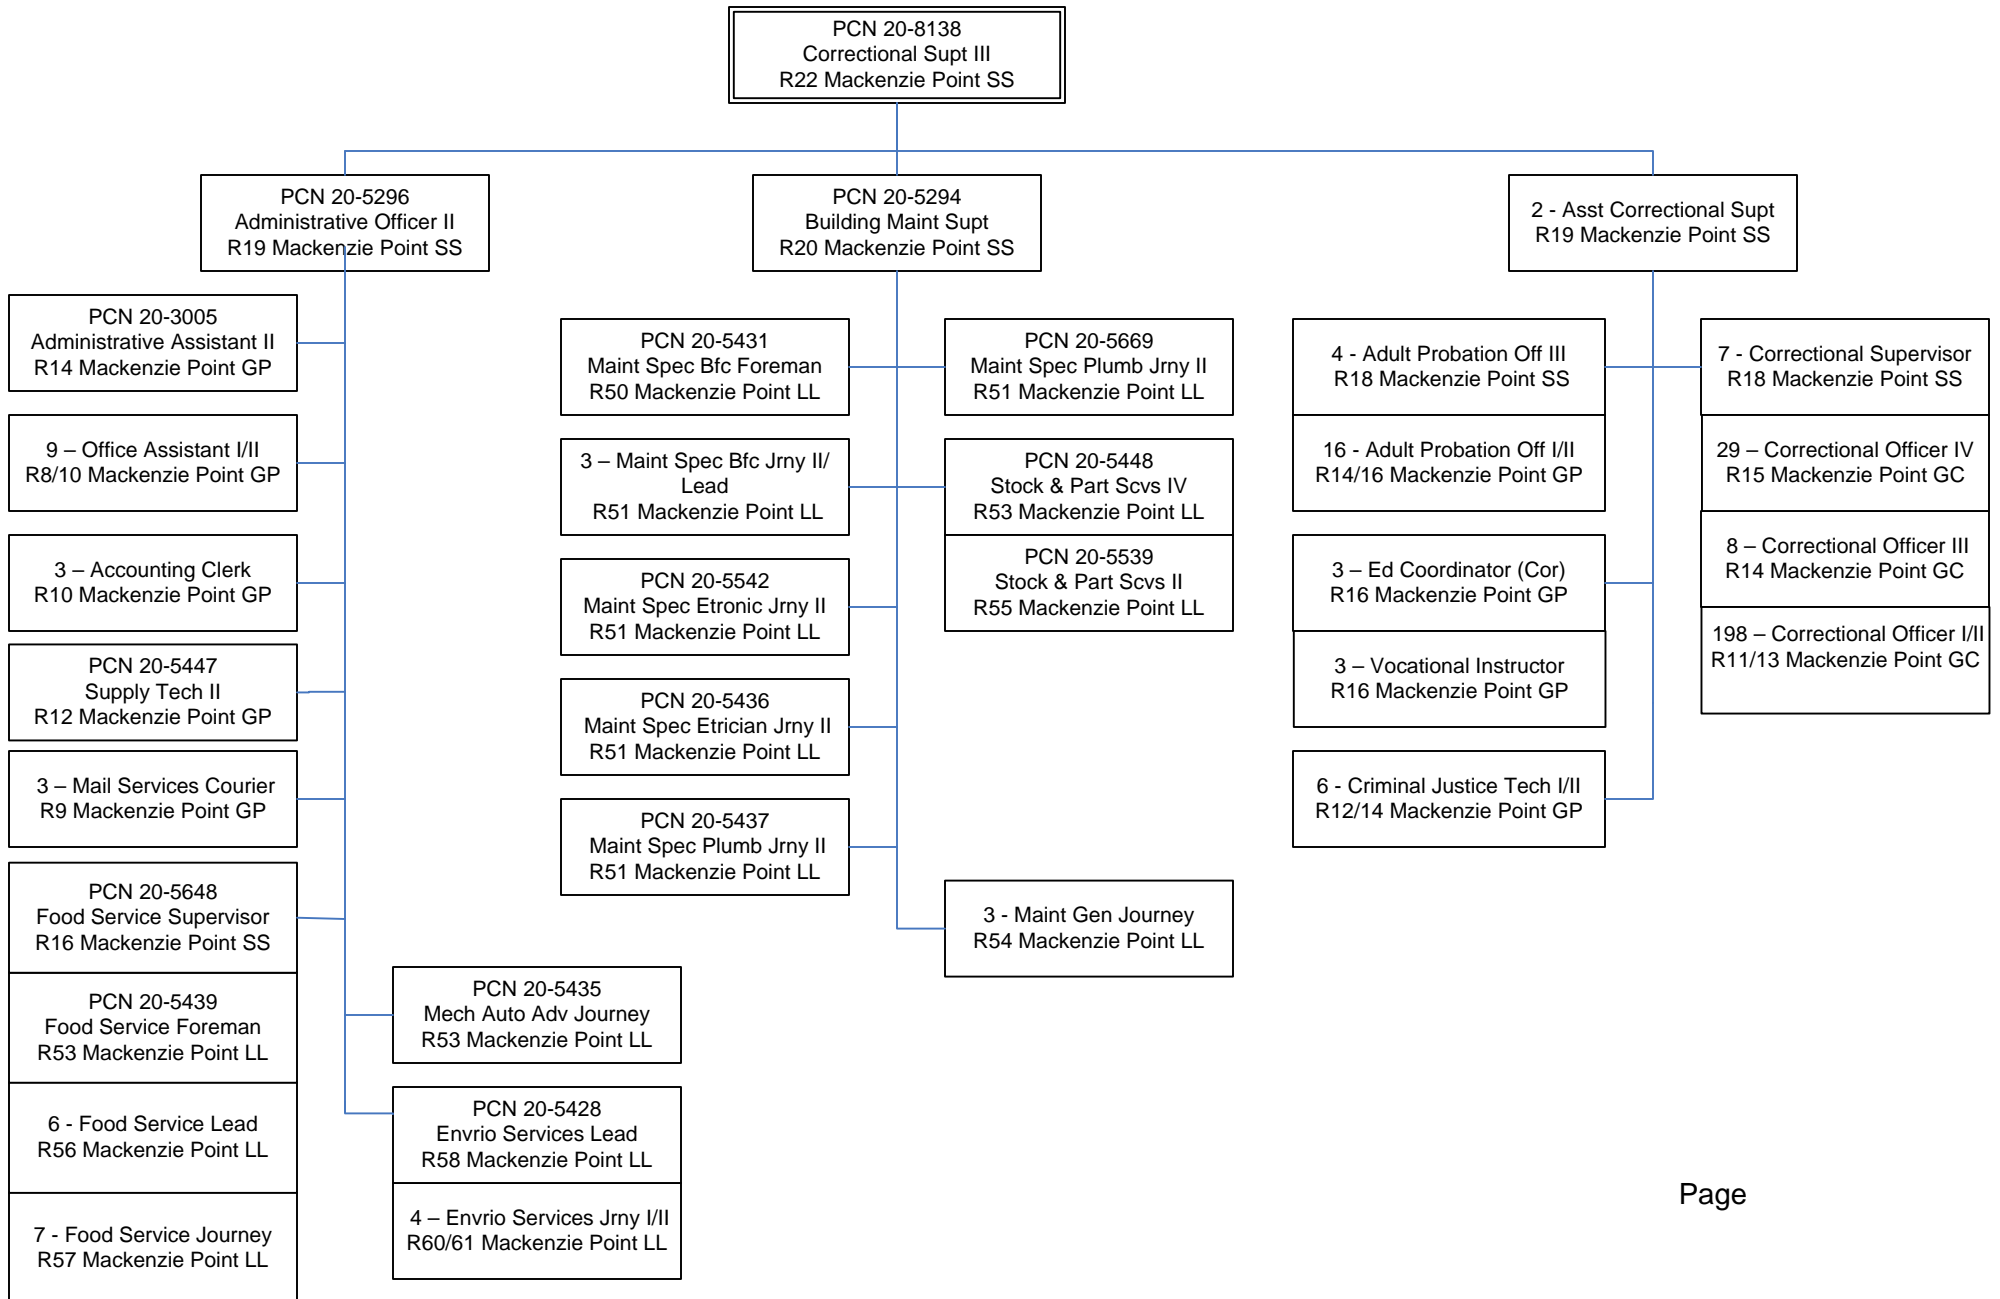 PCN 20-8138
Correctional Supt III
R22 Mackenzie Point SS
PCN 20-5296
Administrative Officer II
R19 Mackenzie Point SS
PCN 20-5294
Building Maint Supt
R20 Mackenzie Point SS
2 - Asst Correctional Supt
R19 Mackenzie Point SS
PCN 20-3005
Administrative Assistant II
R14 Mackenzie Point GP
9 – Office Assistant I/II
R8/10 Mackenzie Point GP
3 – Accounting Clerk
R10 Mackenzie Point GP
PCN 20-5447
Supply Tech II
R12 Mackenzie Point GP
3 – Mail Services Courier
R9 Mackenzie Point GP
PCN 20-5648
Food Service Supervisor
R16 Mackenzie Point SS
PCN 20-5439
Food Service Foreman
R53 Mackenzie Point LL
6 - Food Service Lead
R56 Mackenzie Point LL
7 - Food Service Journey
R57 Mackenzie Point LL
PCN 20-5435
Mech Auto Adv Journey
R53 Mackenzie Point LL
PCN 20-5428
Envrio Services Lead
R58 Mackenzie Point LL
4 – Envrio Services Jrny I/II
R60/61 Mackenzie Point LL
PCN 20-5431
Maint Spec Bfc Foreman
R50 Mackenzie Point LL
3 – Maint Spec Bfc Jrny II/
Lead
R51 Mackenzie Point LL
PCN 20-5542
Maint Spec Etronic Jrny II
R51 Mackenzie Point LL
PCN 20-5436
Maint Spec Etrician Jrny II
R51 Mackenzie Point LL
PCN 20-5437
Maint Spec Plumb Jrny II
R51 Mackenzie Point LL
PCN 20-5669
Maint Spec Plumb Jrny II
R51 Mackenzie Point LL
PCN 20-5448
Stock & Part Scvs IV
R53 Mackenzie Point LL
PCN 20-5539
Stock & Part Scvs II
R55 Mackenzie Point LL
3 - Maint Gen Journey
R54 Mackenzie Point LL
4 - Adult Probation Off III
R18 Mackenzie Point SS
16 - Adult Probation Off I/II
R14/16 Mackenzie Point GP
3 – Ed Coordinator (Cor)
R16 Mackenzie Point GP
3 – Vocational Instructor
R16 Mackenzie Point GP
6 - Criminal Justice Tech I/II
R12/14 Mackenzie Point GP
7 - Correctional Supervisor
R18 Mackenzie Point SS
29 – Correctional Officer IV
R15 Mackenzie Point GC
8 – Correctional Officer III
R14 Mackenzie Point GC
198 – Correctional Officer I/II
R11/13 Mackenzie Point GC
Page